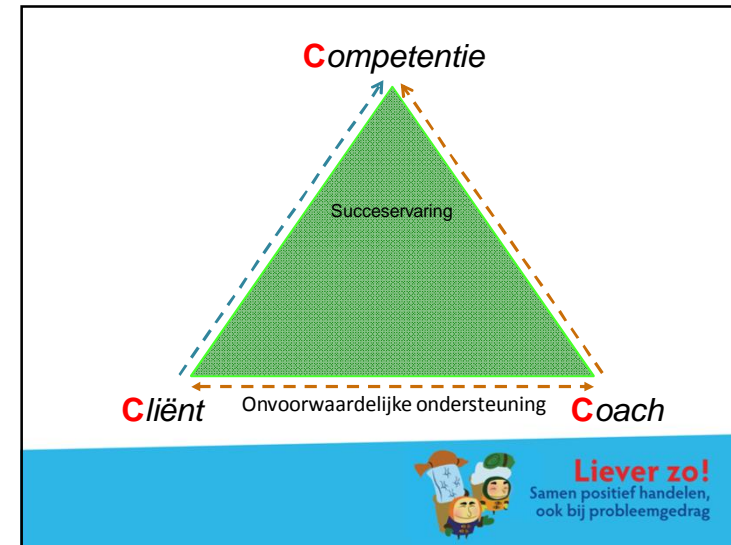 Competentie
Succeservaring
Cliënt Onvoorwaardelijke ondersteuning Coach
Liever zo!
Samen positief handelen,
ook bij probleemgedrag